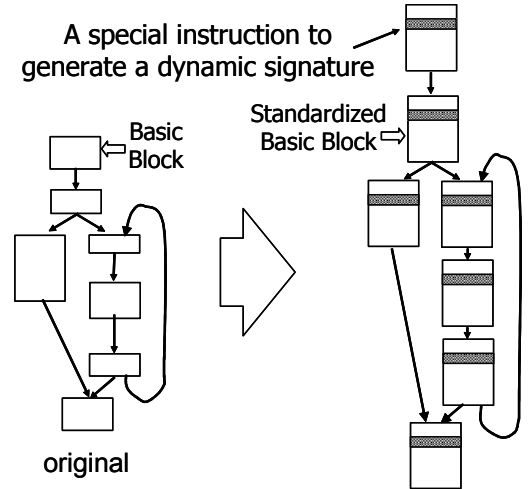 A special instruction to
generate a dynamic signature
Standardized
Basic Block
Basic
Block
original